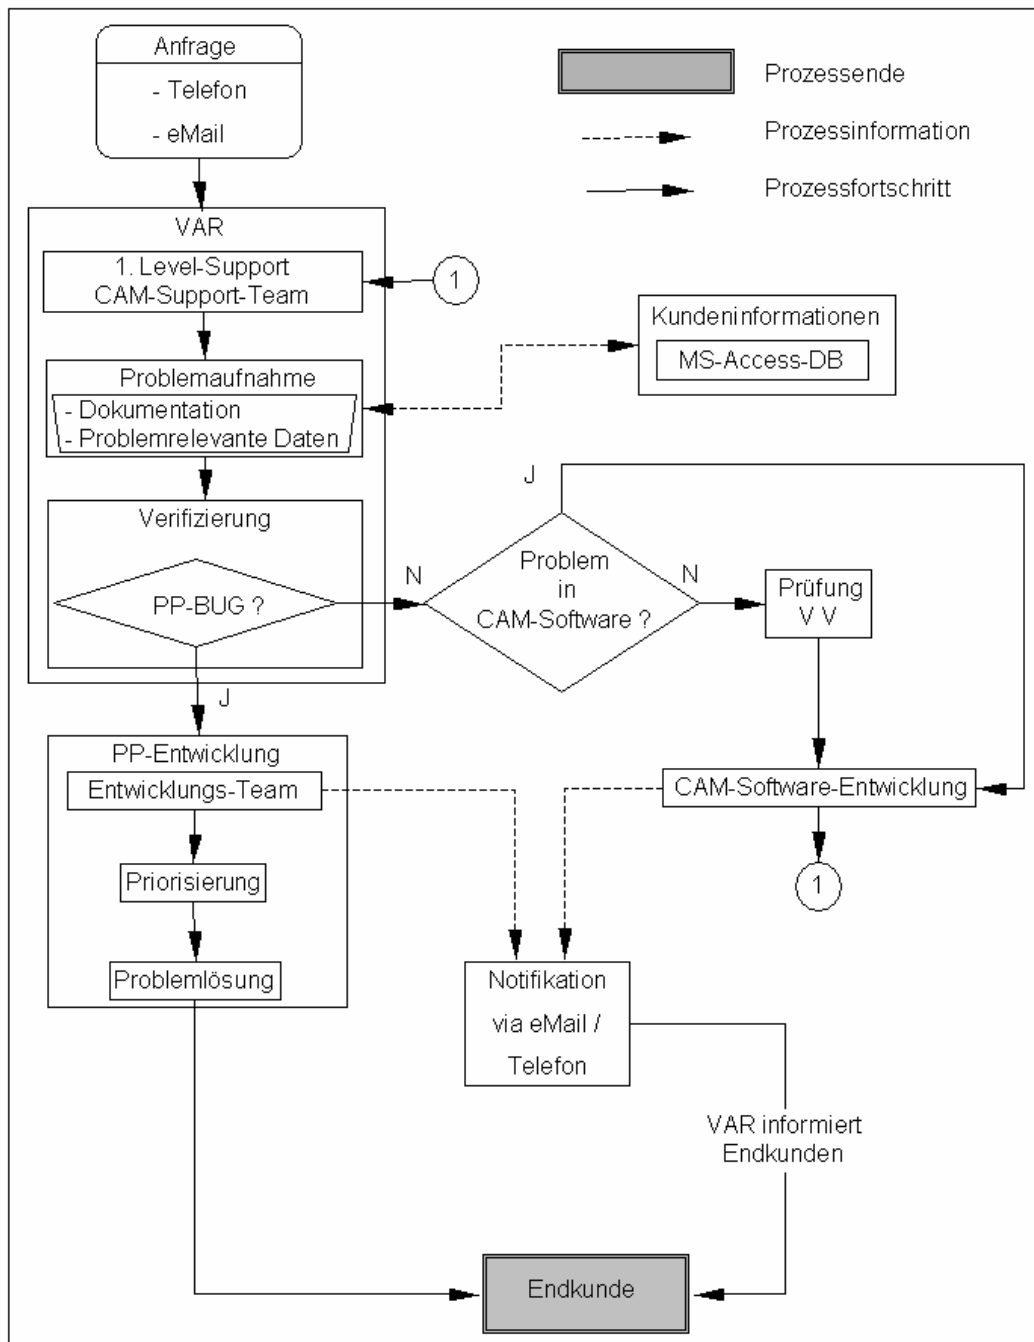 Anfrage
- Telefon
- eMail
Prozessende
Prozessinformation
Prozessfortschritt
VAR
1. Level-Support
CAM-Support-Team
1
Kundeninformationen
MS-Access-DB
Problemaufnahme
- Dokumentation
- Problemrelevante Daten
J
Verifizierung
PP-BUG ?
N
Problem
in
CAM-Software ?
N
Prüfung
V V
J
PP-Entwicklung
Entwicklungs-Team
CAM-Software-Entwicklung
1
Priorisierung
Problemlösung
Notifikation
via eMail /
Telefon
VAR informiert
Endkunden
Endkunde